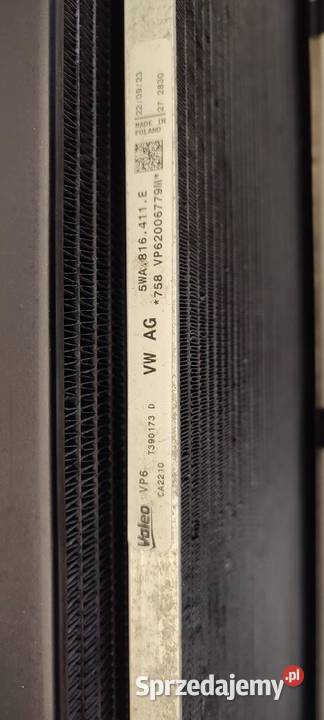 Valeo VP6 T390173 D
CA2210
VW AG
5WA.816.411.E
*758 VP62006779M*
22/09/23
MADE IN
POLAND
27 2830
Sprzedajemy.pl